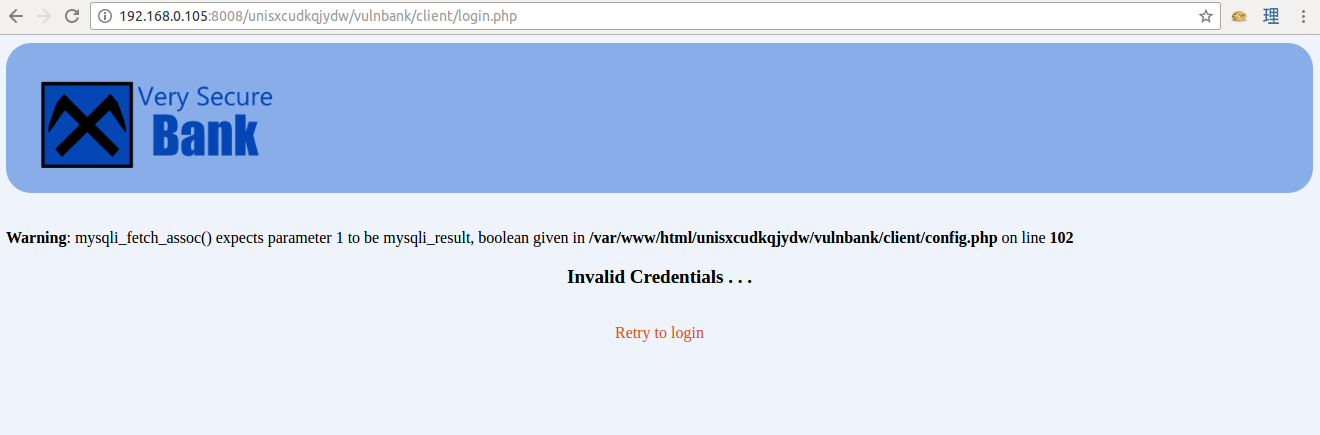 192.168.0.105:8008/unisxcudkqjydw/vulnbank/client/login.php
理
Very Secure
Bank
Warning: mysqli_fetch_assoc() expects parameter 1 to be mysqli_result, boolean given in /var/www/html/unisxcudkqjydw/vulnbank/client/config.php on line 102
Invalid Credentials . . .
Retry to login